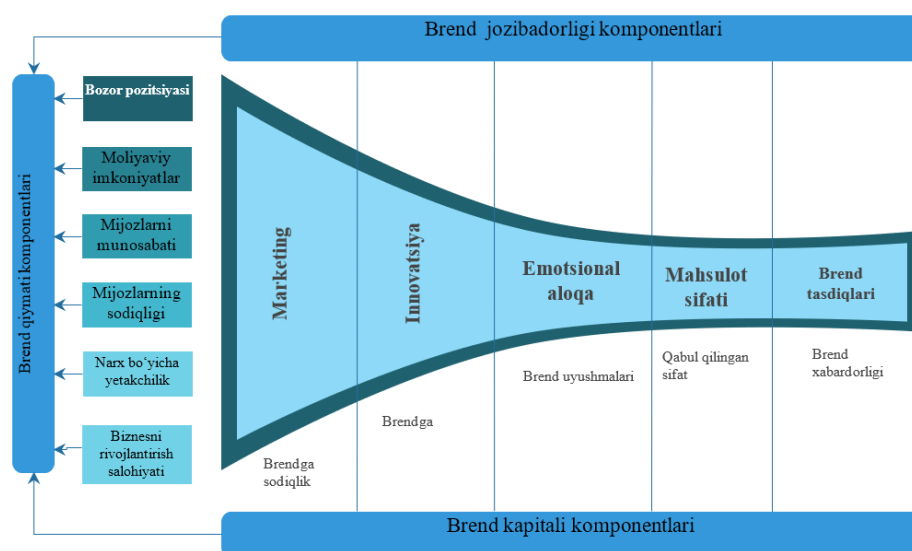 Brend jozibadorligi komponentlari
Brend qiymati komponentlari
Bozor pozitsiyasi
Moliyaviy
imkoniyatlar
Mijozlarni
munosabati
Mijozlarning
sodiqligi
Narx bo‘yicha
yetakchilik
Biznesni
rivojlantirish
salohiyati
Marketing
Innovatsiya
Emotsional
aloqa
Mahsulot
sifati
Brend
tasdiqlari
Brendga
sodiqlik
Brendga
Brend uyushmalari
Qabul qilingan
sifat
Brend
xabardorligi
Brend kapitali komponentlari